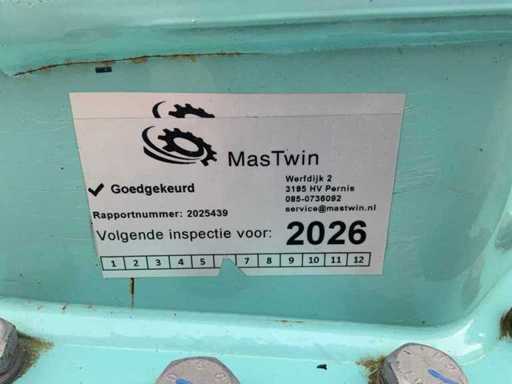 MasTwin
Werfdijk 2
3195 HV Pernis
085-0736092
service@mastwin.nl
✓ Goedgekeurd
Rapportnummer: 2025439
Volgende inspectie voor: 2026
1 2 3 4 5 7 8 9 10 11 12